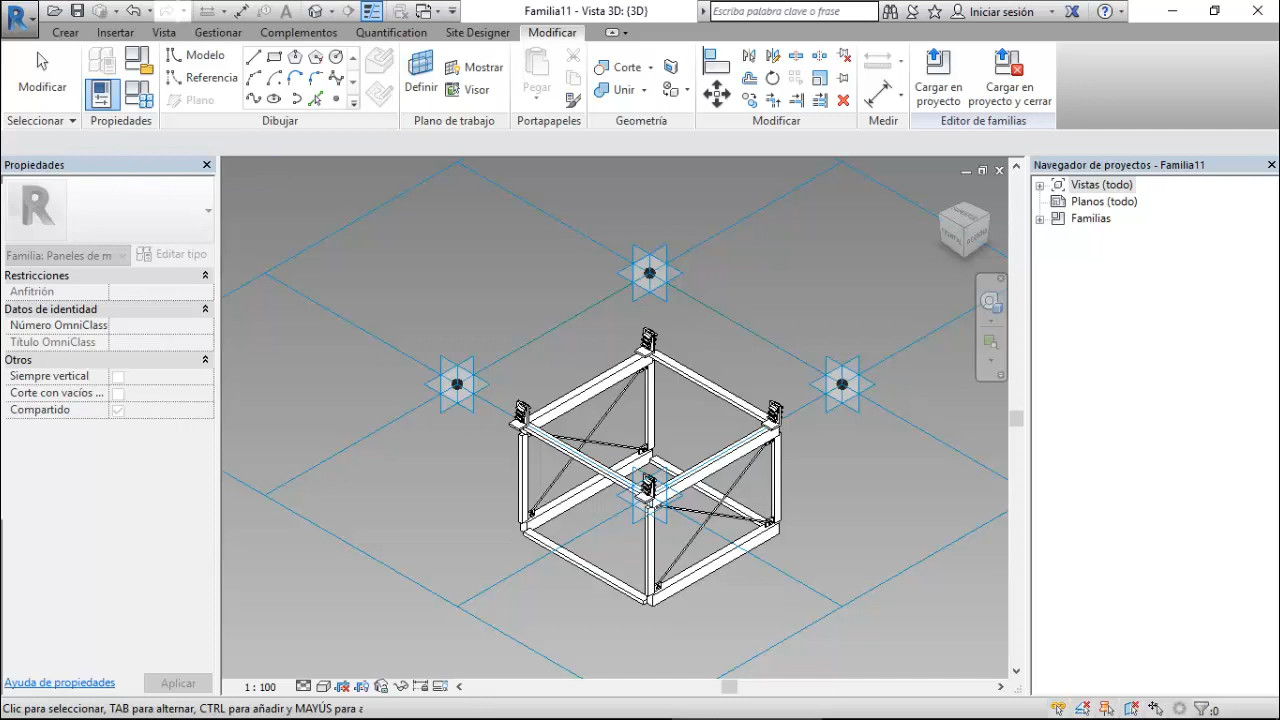 Familia11 - Vista 3D: {3D}
Escriba palabra clave o frase
Iniciar sesión
Crear
Insertar
Vista
Gestionar
Complementos
Quantification
Site Designer
Modificar
Modificar
Modelo
Referencia
Plano
Definir
Mostrar
Visor
Pegar
Corte
Unir
Cargar en
proyecto
Cargar en
proyecto y cerrar
Seleccionar
Propiedades
Dibujar
Plano de trabajo
Portapapeles
Geometría
Modificar
Medir
Editor de familias
Propiedades
Familia: Paneles de m
Editar tipo
Restricciones
Anfitrión
Datos de identidad
Número OmniClass
Título OmniClass
Otros
Siempre vertical
Corte con vacíos ...
Compartido
Ayuda de propiedades
Aplicar
1 : 100
Navegador de proyectos - Familia11
Vistas (todo)
Planos (todo)
Familias
Clic para seleccionar, TAB para alternar, CTRL para añadir y MAYÚS para a
:0